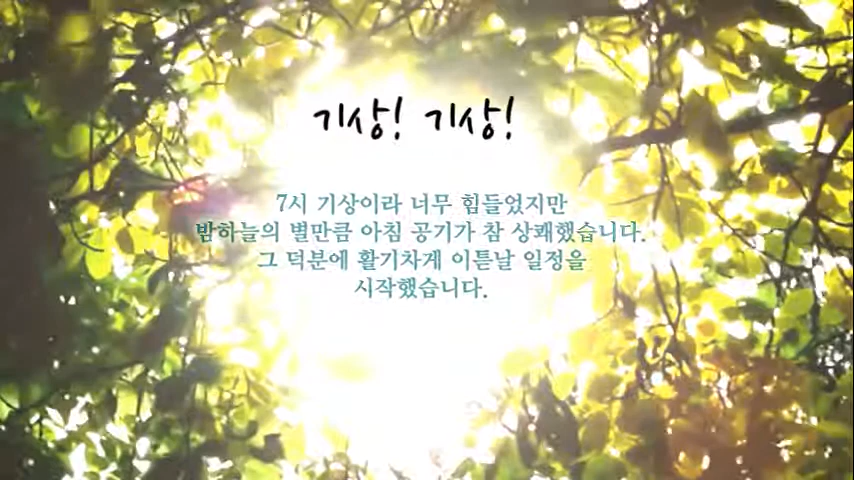 기상! 기상!
7시 기상이라 너무 힘들었지만
밤하늘의 별만큼 아침 공기가 참 상쾌했습니다.
그 덕분에 활기차게 이튿날 일정을
시작했습니다.